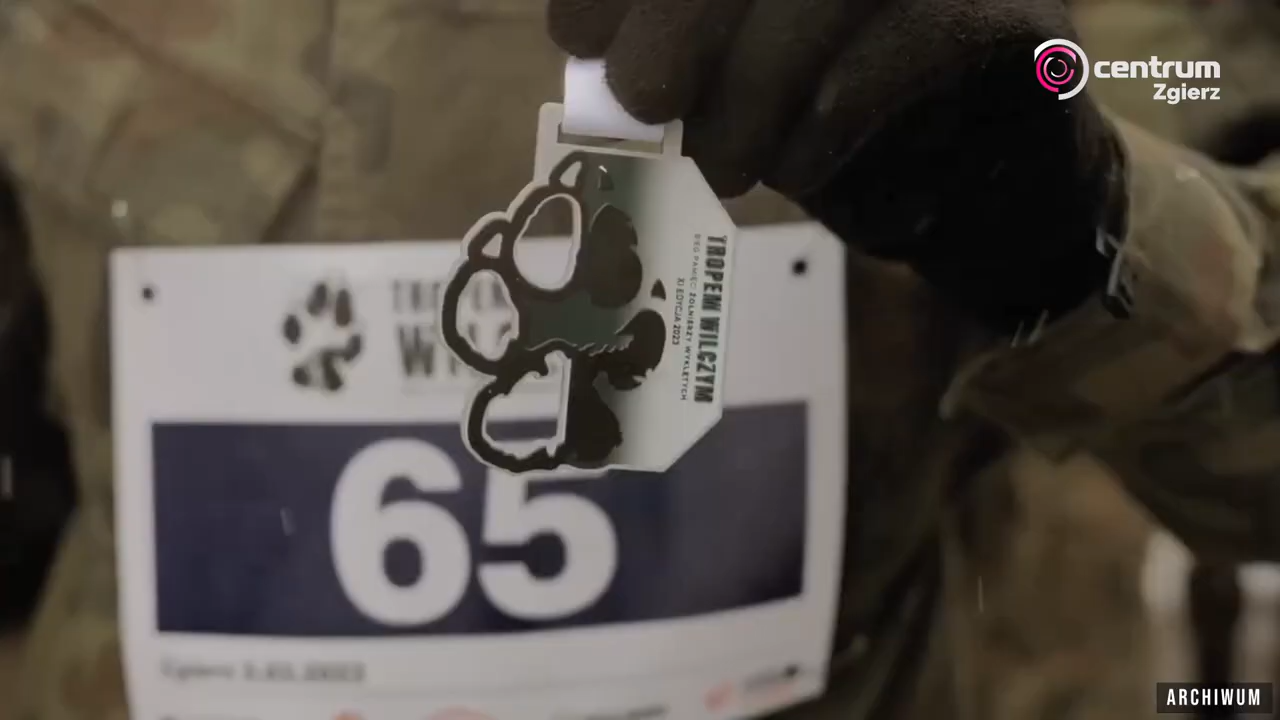 centrum
Zgierz
TROPEM WILCZYM
BIEG PAMIĘCI ŻOŁNIERZY WYKLĘTYCH
XI EDYCJA 2023
65
ARCHIWUM